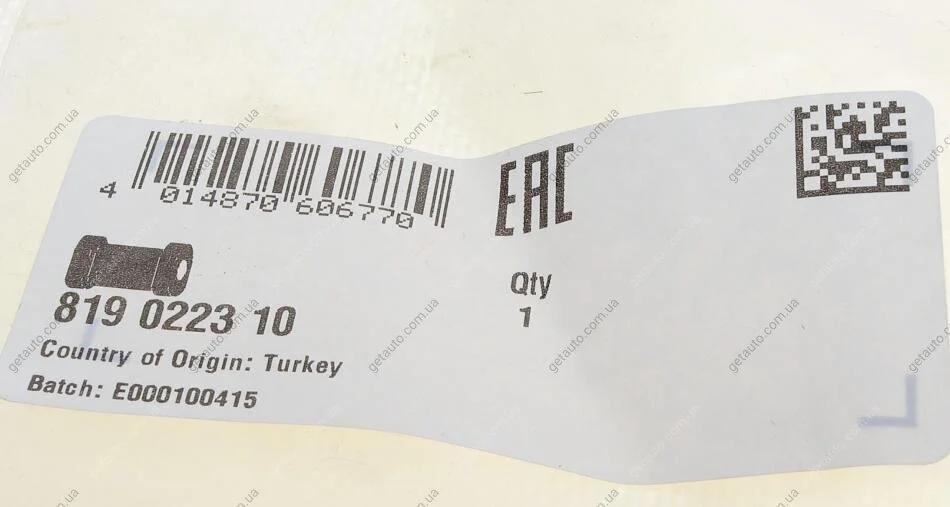 4 014870 606770
EAC
819 0223 10
Qty
1
Country of Origin: Turkey
Batch: E000100415
getauto.com.ua